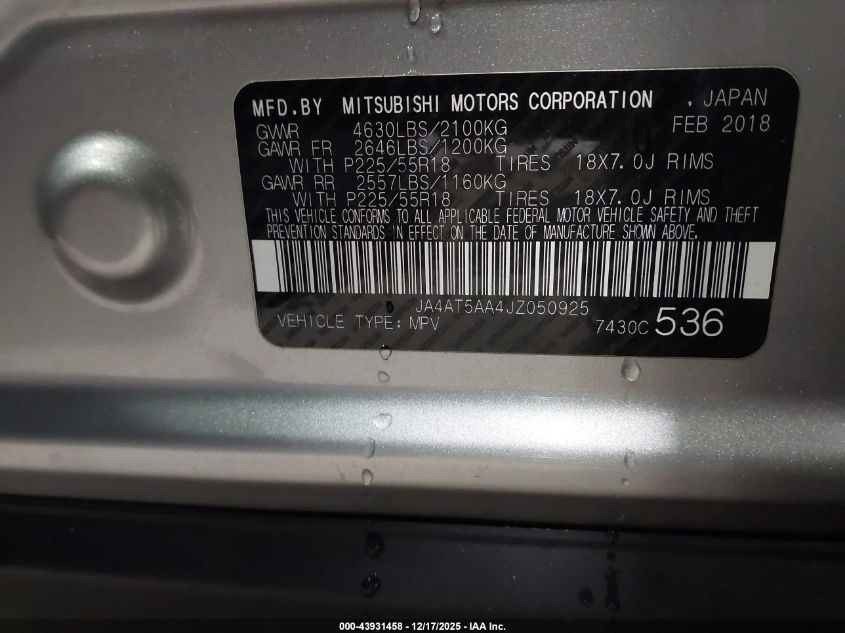 MFD.BY MITSUBISHI MOTORS CORPORATION , JAPAN
GVWR 4630LBS/2100KG FEB 2018
GAWR FR 2646LBS/1200KG
WITH P225/55R18 TIRES 18X7.0J RIMS
GAWR RR 2557LBS/1160KG
WITH P225/55R18 TIRES 18X7.0J RIMS
THIS VEHICLE CONFORMS TO ALL APPLICABLE FEDERAL MOTOR VEHICLE SAFETY AND THEFT
PREVENTION STANDARDS IN EFFECT ON THE DATE OF MANUFACTURE SHOWN ABOVE.
JA4AT5AA4JZ050925
VEHICLE TYPE: MPV 7430C 536
000-43931458 - 12/17/2025 - IAA Inc.